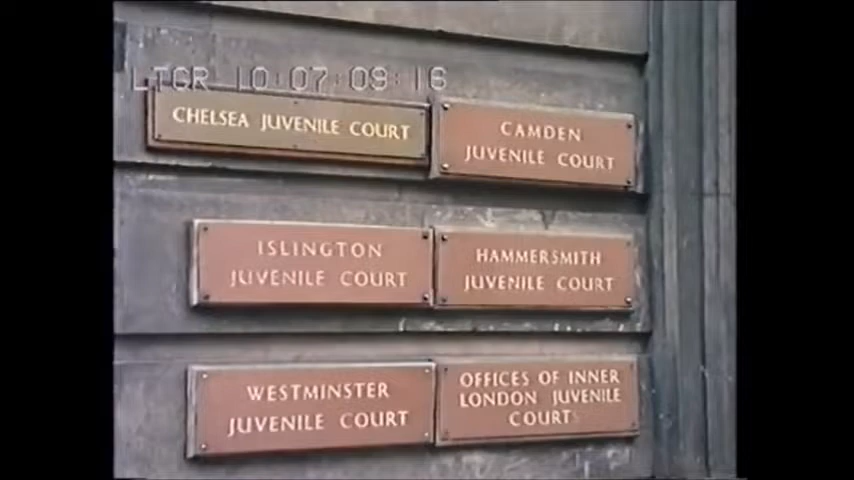 LTCR 10:07:09:16
CHELSEA JUVENILE COURT
CAMDEN
JUVENILE COURT
ISLINGTON
JUVENILE COURT
HAMMERSMITH
JUVENILE COURT
WESTMINSTER
JUVENILE COURT
OFFICES OF INNER
LONDON JUVENILE
COURTS